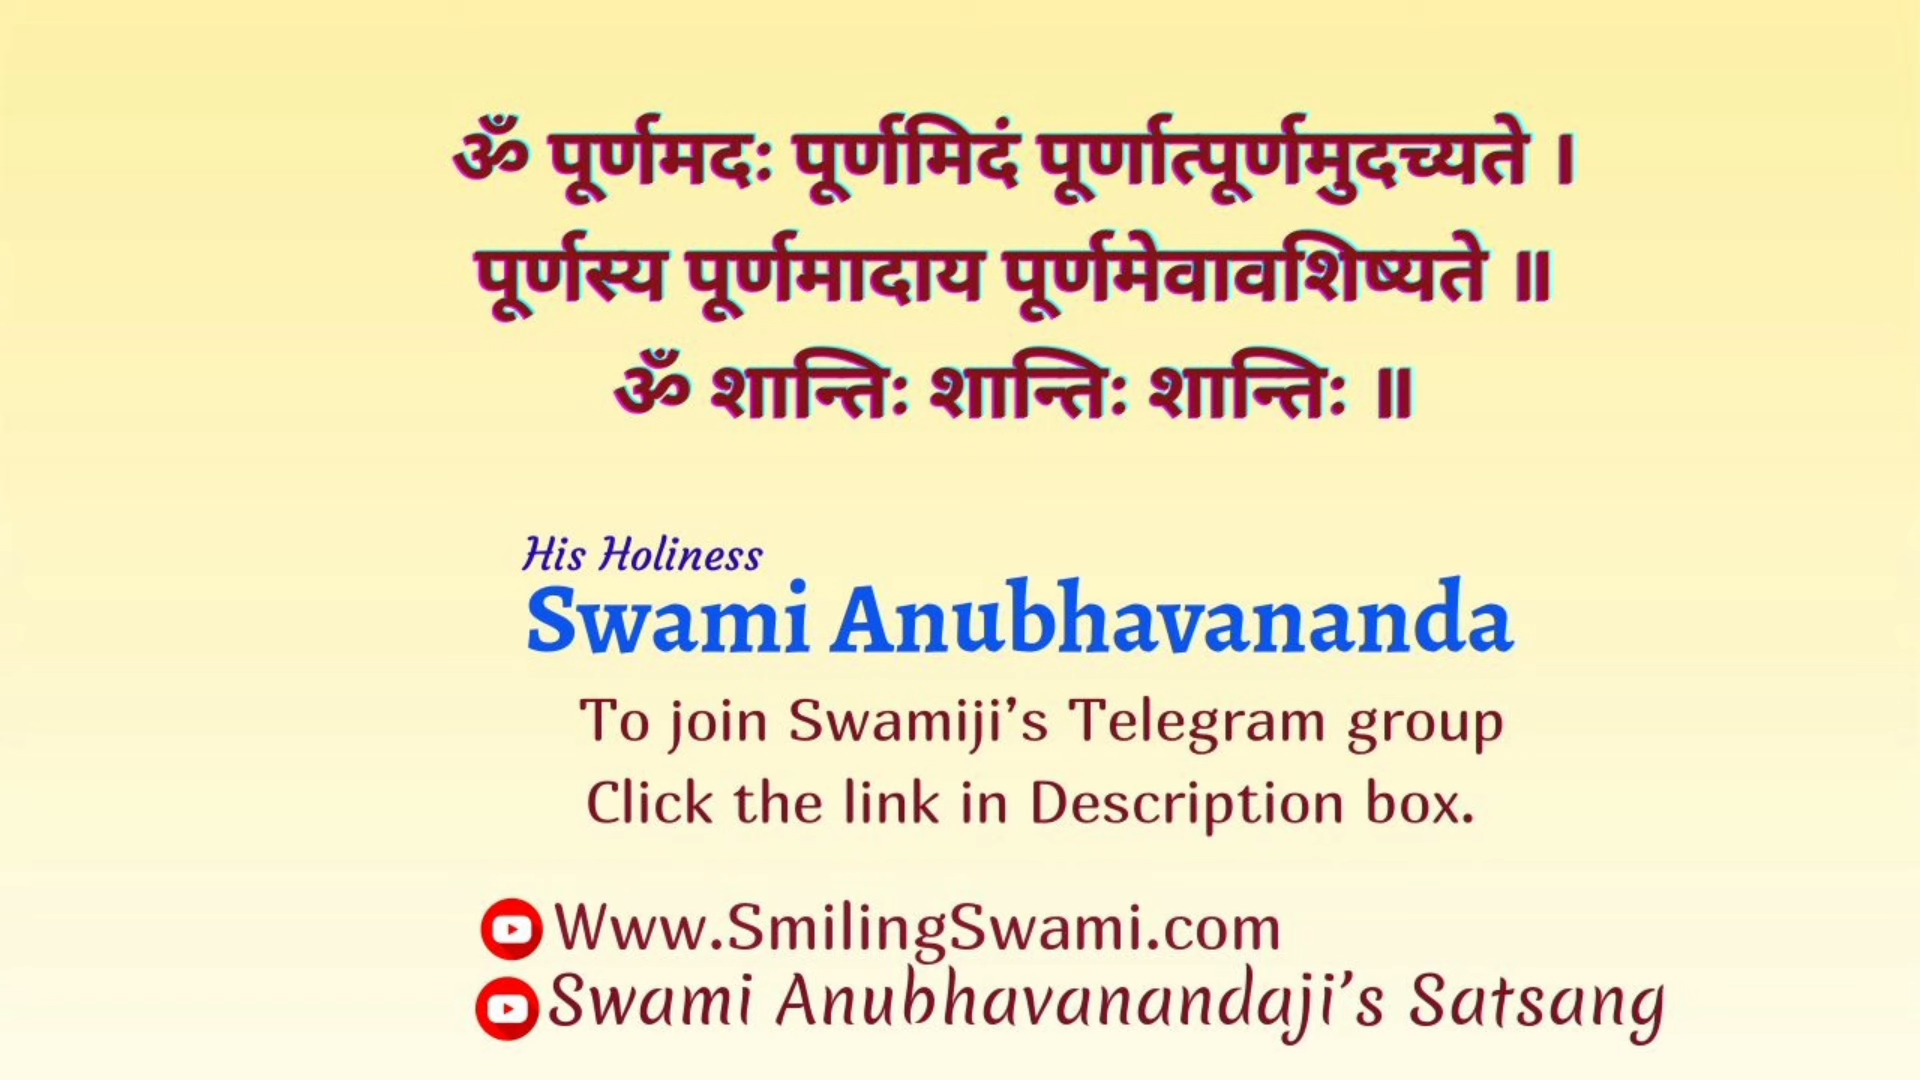 ॐ पूर्णमदः पूर्णमिदं पूर्णात्पूर्णमुदच्यते ।
पूर्णस्य पूर्णमादाय पूर्णमेवावशिष्यते ॥
ॐ शान्तिः शान्तिः शान्तिः ॥
His Holiness
Swami Anubhavananda
To join Swamiji’s Telegram group
Click the link in Description box.
Www.SmilingSwami.com
Swami Anubhavanandaji’s Satsang